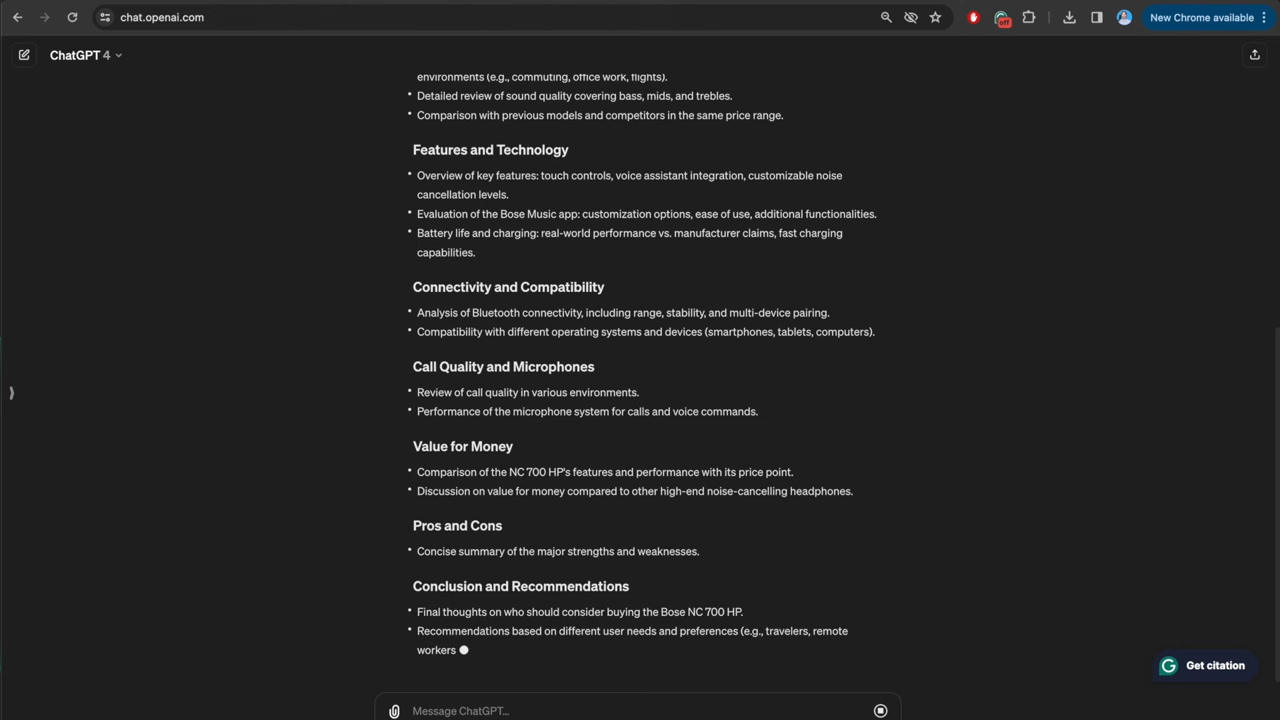 chat.openai.com
New Chrome available
off
ChatGPT 4
environments (e.g., commuting, office work, flights).
• Detailed review of sound quality covering bass, mids, and trebles.
• Comparison with previous models and competitors in the same price range.
Features and Technology
• Overview of key features: touch controls, voice assistant integration, customizable noise
cancellation levels.
• Evaluation of the Bose Music app: customization options, ease of use, additional functionalities.
• Battery life and charging: real-world performance vs. manufacturer claims, fast charging
capabilities.
Connectivity and Compatibility
• Analysis of Bluetooth connectivity, including range, stability, and multi-device pairing.
• Compatibility with different operating systems and devices (smartphones, tablets, computers).
Call Quality and Microphones
• Review of call quality in various environments.
• Performance of the microphone system for calls and voice commands.
Value for Money
• Comparison of the NC 700 HP's features and performance with its price point.
• Discussion on value for money compared to other high-end noise-cancelling headphones.
Pros and Cons
• Concise summary of the major strengths and weaknesses.
Conclusion and Recommendations
• Final thoughts on who should consider buying the Bose NC 700 HP.
• Recommendations based on different user needs and preferences (e.g., travelers, remote
workers
Get citation
Message ChatGPT...